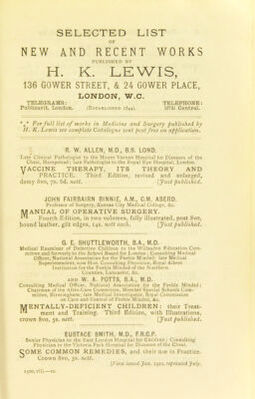 SELECTED LIST
OF
NEW AND RECENT WORKS
PUBLISHED BY
H. K. LEWIS,
136 GOWER STREET, & 24 GOWER PLACE,
LONDON, W.C.
TELEGRAMS: TELEPHONE:
Publicavit, London. (ESTABLISHED 1844). Central.
*** For full list of works in Medicine and Surgery published by
H. K. Lewis see complete Catalogue sent post free on application.
R. W. ALLEN, M.D., B.S. LOND.
Late Clinical Pathologist to the Mount Vernon Hospital for Diseases of the
Chest, Hampstead; late Pathologist to the Royal Eye Hospital, London.
VACCINE THERAPY, ITS THEORY AND
PRACTICE. Third Edition, revised and enlarged,
demy 8vo, 7s. 6d. nett. [Just published.
JOHN FAIRBAIRN BINNIE, A.M., C.M. ABERD.
Professor of Surgery, Kansas City Medical College, &c.
MANUAL OF OPERATIVE SURGERY.
Fourth Edition, in two volumes, fully illustrated, post 8vo,
bound leather, gilt edges, nett each. [Just published.
G. E. SHUTTLEWORTH, B.A., M.D.
Medical Examiner of Defective Children to the Willesden Education Com-
mittee and formerly to the School Board for London; Consulting Medical
Officer, National Association for the Feeble Minded; late Medical
Superintendent, now Hon. Consulting Physician, Royal Albert
Institution for the Feeble Minded of the Northern
Counties, Lancaster, &c.
and W. A. POTTS, B.A., M.D.
Consulting Medical Officer, National Association for the Feeble Minded;
Chairman of the After-Care Committee, Mental Special Schools Com-
mittee, Birmingham; late Medical Investigator, Royal Commission
on Care and Control of Feeble Minded, &c.
MENTALLY-DEFICIENT CHILDREN: their Treat-
ment and Training. Third Edition, with Illustrations,
crown 8vo, 5s. nett. [Just published.
EUSTACE SMITH, M.D., F.R.C.P.
Senior Physician to the East London Hospital for Children; Consulting
Physician to the Victoria Park Hospital for Diseases of the Chest.
SOME COMMON REMEDIES, and their use in Practice.
Crown 8vo, nett.
[First issued Jan. 1910, reprinted July.